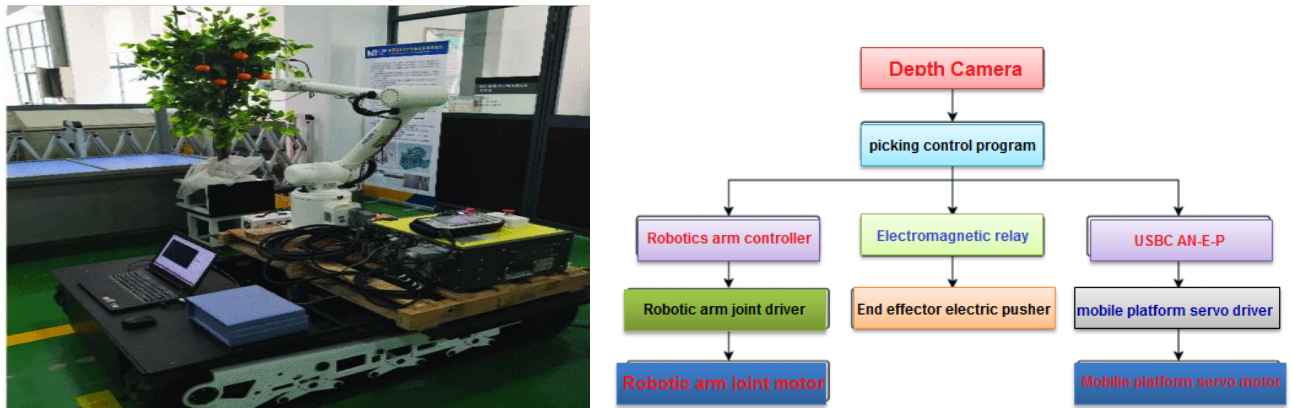 Depth Camera
picking control program
Robotics arm controller
Electromagnetic relay
USBC AN-E-P
Robotic arm joint driver
End effector electric pusher
mobile platform servo driver
Robotic arm joint motor
Mobilie platform servo motor